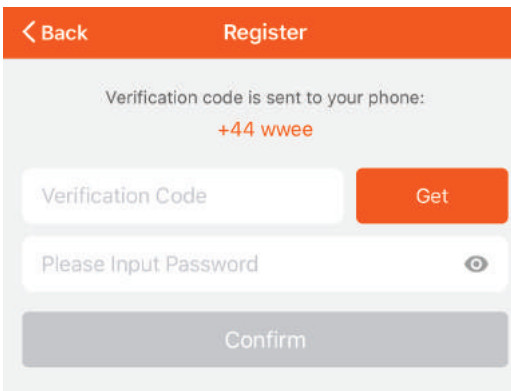 Back Register
Verification code is sent to your phone:
+44 wwee
Verification Code Get
Please Input Password
Confirm